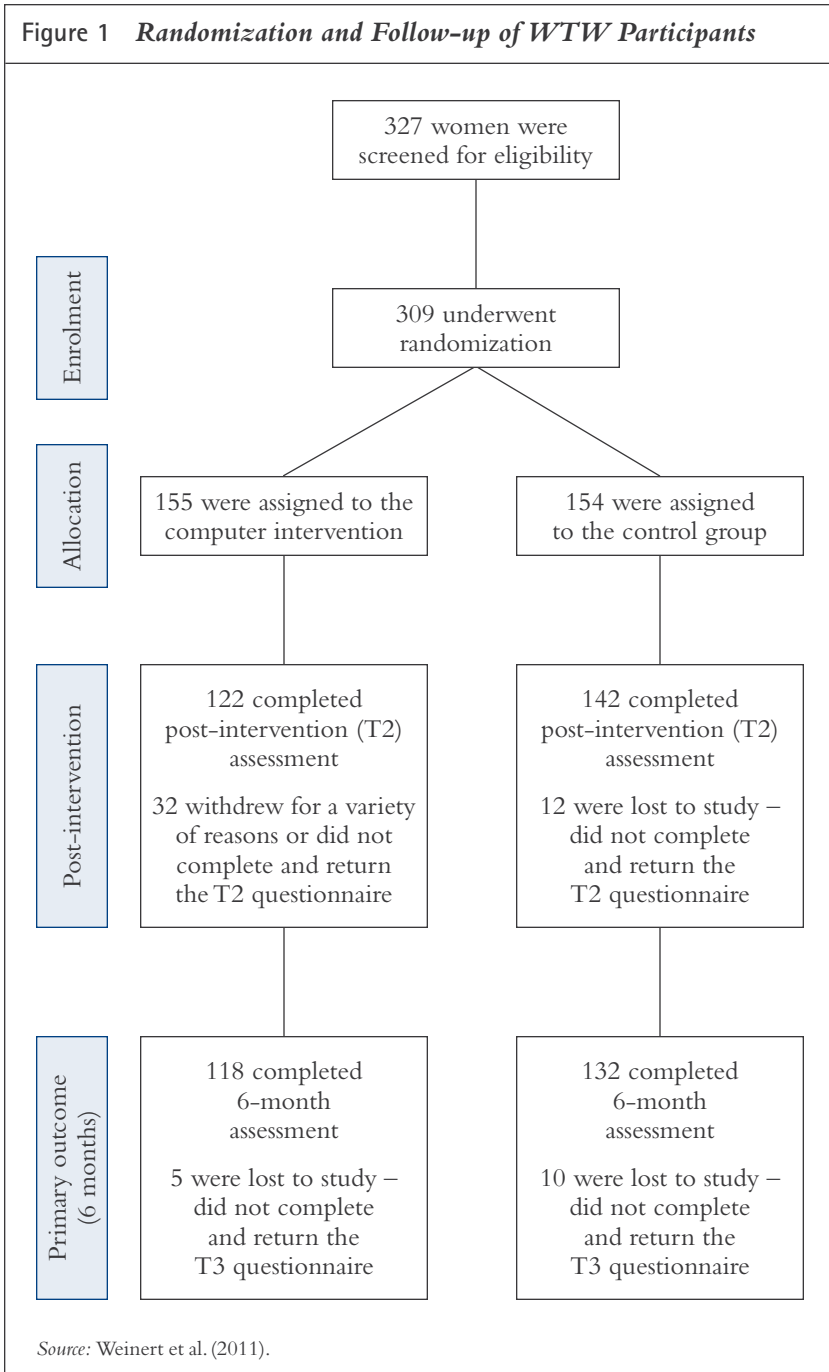 Figure 1 Randomization and Follow-up of WTW Participants
327 women were
screened for eligibility
Enrolment
309 underwent
randomization
Allocation
155 were assigned to the
computer intervention
154 were assigned
to the control group
Post-intervention
122 completed
post-intervention (T2)
assessment
32 withdrew for a variety
of reasons or did not
complete and return
the T2 questionnaire
142 completed
post-intervention (T2)
assessment
12 were lost to study –
did not complete
and return the
T2 questionnaire
Primary outcome
(6 months)
118 completed
6-month
assessment
5 were lost to study –
did not complete
and return the
T3 questionnaire
132 completed
6-month
assessment
10 were lost to study –
did not complete
and return the
T3 questionnaire
Source: Weinert et al. (2011).